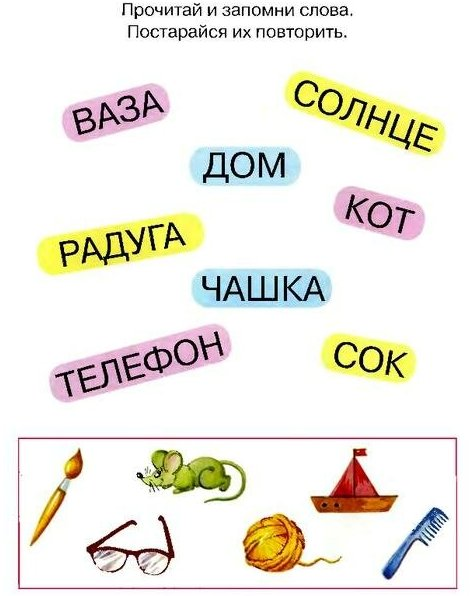 Прочитай и запомни слова.
Постарайся их повторить.
ВАЗА
СОЛНЦЕ
ДОМ
КОТ
РАДУГА
ЧАШКА
ТЕЛЕФОН
СОК